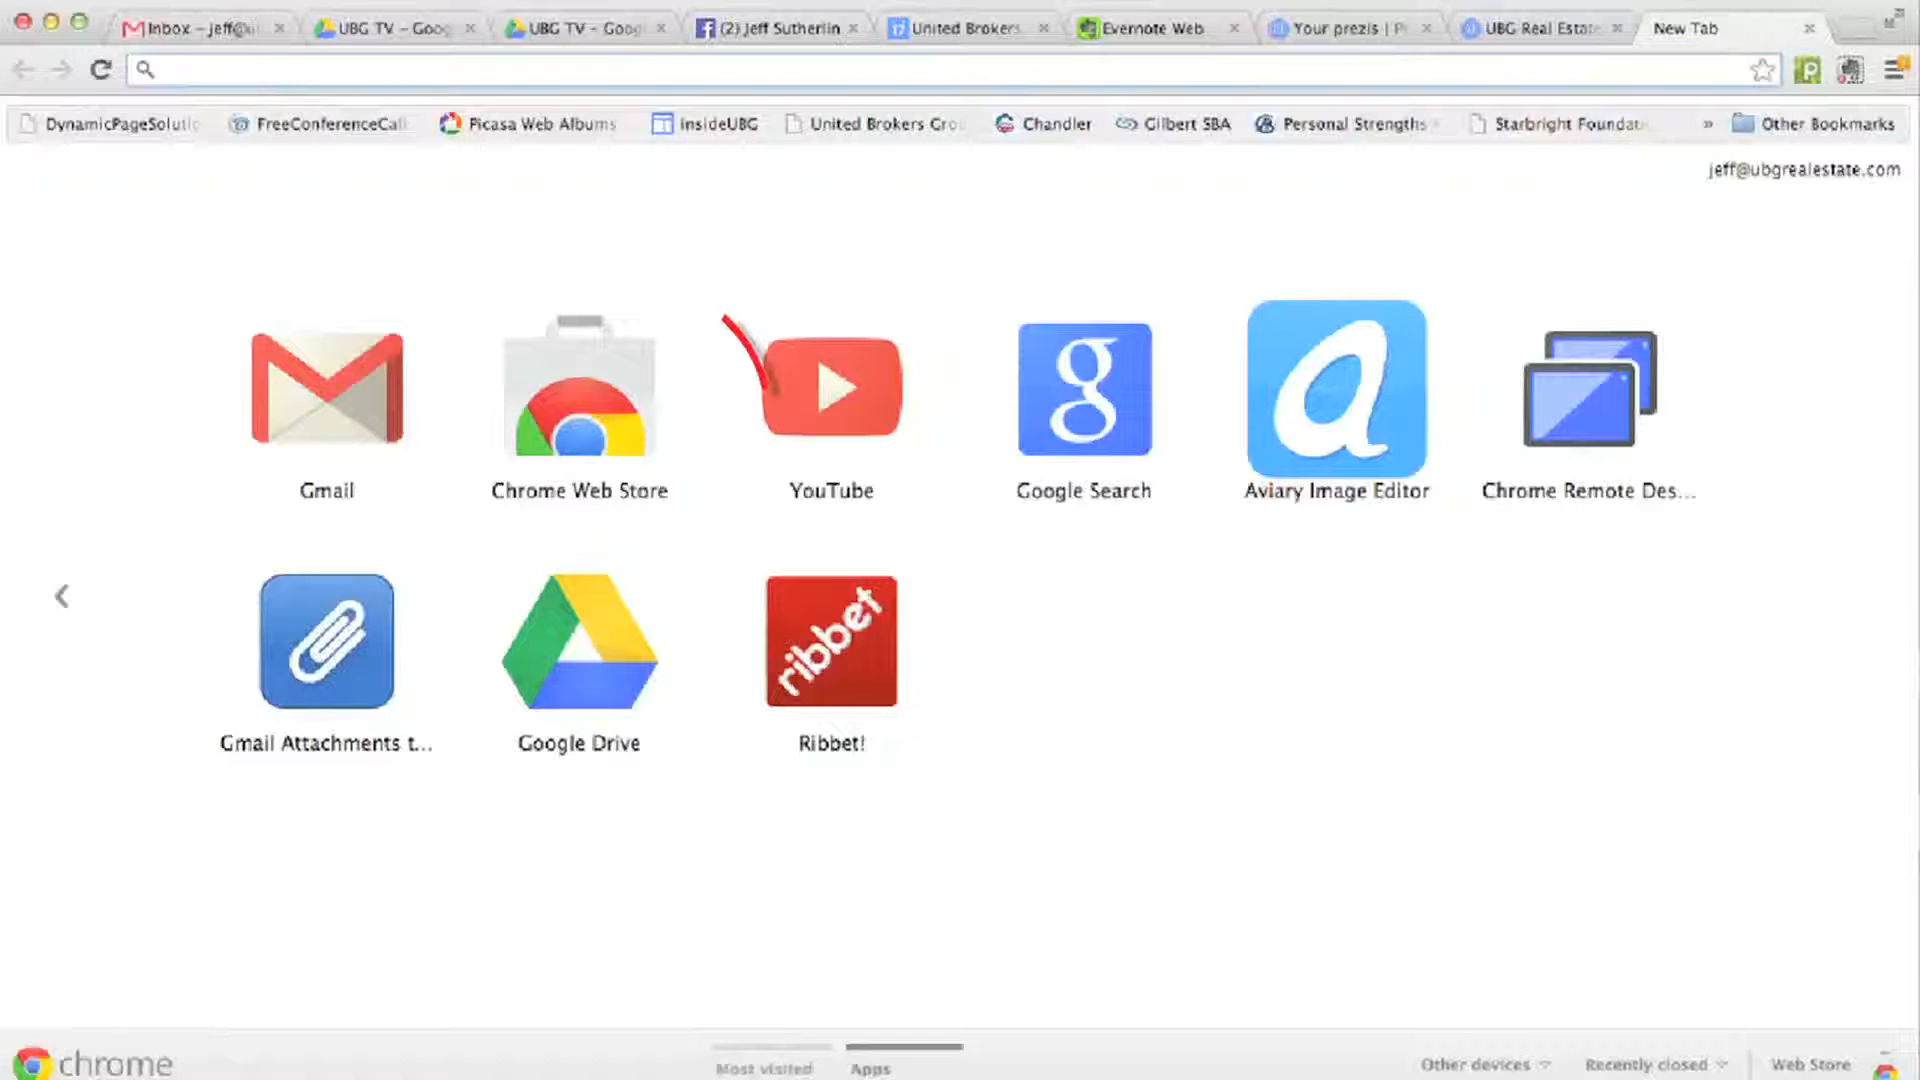 Inbox – jeff@u
UBG TV – Goog
UBG TV – Goog
(2) Jeff Sutherlin
United Brokers
Evernote Web
Your prezis | P
UBG Real Estate
New Tab
DynamicPageSolutio
FreeConferenceCall
Picasa Web Albums
InsideUBG
United Brokers Gro
Chandler
Gilbert SBA
Personal Strengths
Starbright Foundat
»
Other Bookmarks
jeff@ubgrealestate.com
Gmail
Chrome Web Store
YouTube
Google Search
Aviary Image Editor
Chrome Remote Des...
ribbet
Gmail Attachments t...
Google Drive
Ribbet!
chrome
Most visited
Apps
Other devices
Recently closed
Web Store